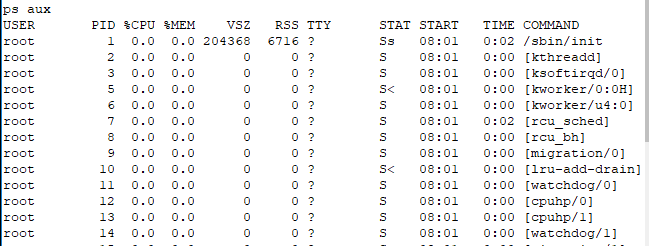 ps aux
USER PID %CPU %MEM VSZ RSS TTY STAT START TIME COMMAND
root 1 0.0 0.0 204368 6716 ? Ss 08:01 0:02 /sbin/init
root 2 0.0 0.0 0 0 ? S 08:01 0:00 [kthreadd]
root 3 0.0 0.0 0 0 ? S 08:01 0:00 [ksoftirqd/0]
root 5 0.0 0.0 0 0 ? S< 08:01 0:00 [kworker/0:0H]
root 6 0.0 0.0 0 0 ? S 08:01 0:00 [kworker/u4:0]
root 7 0.0 0.0 0 0 ? S 08:01 0:02 [rcu_sched]
root 8 0.0 0.0 0 0 ? S 08:01 0:00 [rcu_bh]
root 9 0.0 0.0 0 0 ? S 08:01 0:00 [migration/0]
root 10 0.0 0.0 0 0 ? S< 08:01 0:00 [lru-add-drain]
root 11 0.0 0.0 0 0 ? S 08:01 0:00 [watchdog/0]
root 12 0.0 0.0 0 0 ? S 08:01 0:00 [cpuhp/0]
root 13 0.0 0.0 0 0 ? S 08:01 0:00 [cpuhp/1]
root 14 0.0 0.0 0 0 ? S 08:01 0:00 [watchdog/1]